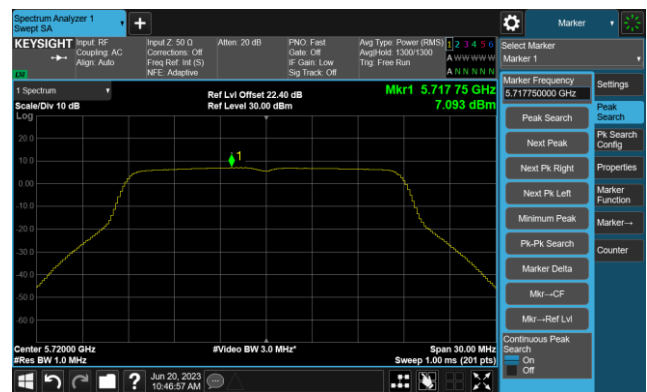 Spectrum Analyzer 1
Swept SA
Marker
KEYSIGHT
Input: RF
Coupling: AC
Align: Auto
Input Z: 50 Ω
Corrections: Off
Freq Ref: Int (S)
NFE: Adaptive
Atten: 20 dB
PNO: Fast
Gate: Off
IF Gain: Low
Sig Track: Off
Avg Type: Power (RMS)
Avg|Hold: 1300/1300
Trig: Free Run
1 2 3 4 5 6
A W W W W W
A N N N N N
Select Marker
Marker 1
1 Spectrum
Scale/Div 10 dB
Log
Ref Lvl Offset 22.40 dB
Ref Level 30.00 dBm
Mkr1 5.717 75 GHz
7.093 dBm
20.0
10.0
0.00
-10.0
-20.0
-30.0
-40.0
-50.0
-60.0
1
Center 5.72000 GHz
#Res BW 1.0 MHz
#Video BW 3.0 MHz*
Span 30.00 MHz
Sweep 1.00 ms (201 pts)
Marker Frequency
5.717750000 GHz
Peak Search
Next Peak
Next Pk Right
Next Pk Left
Minimum Peak
Pk-Pk Search
Marker Delta
Mkr→CF
Mkr→Ref Lvl
Continuous Peak
Search
On
Off
Settings
Peak
Search
Pk Search
Config
Properties
Marker
Function
Marker→
Counter
Jun 20, 2023
10:46:57 AM